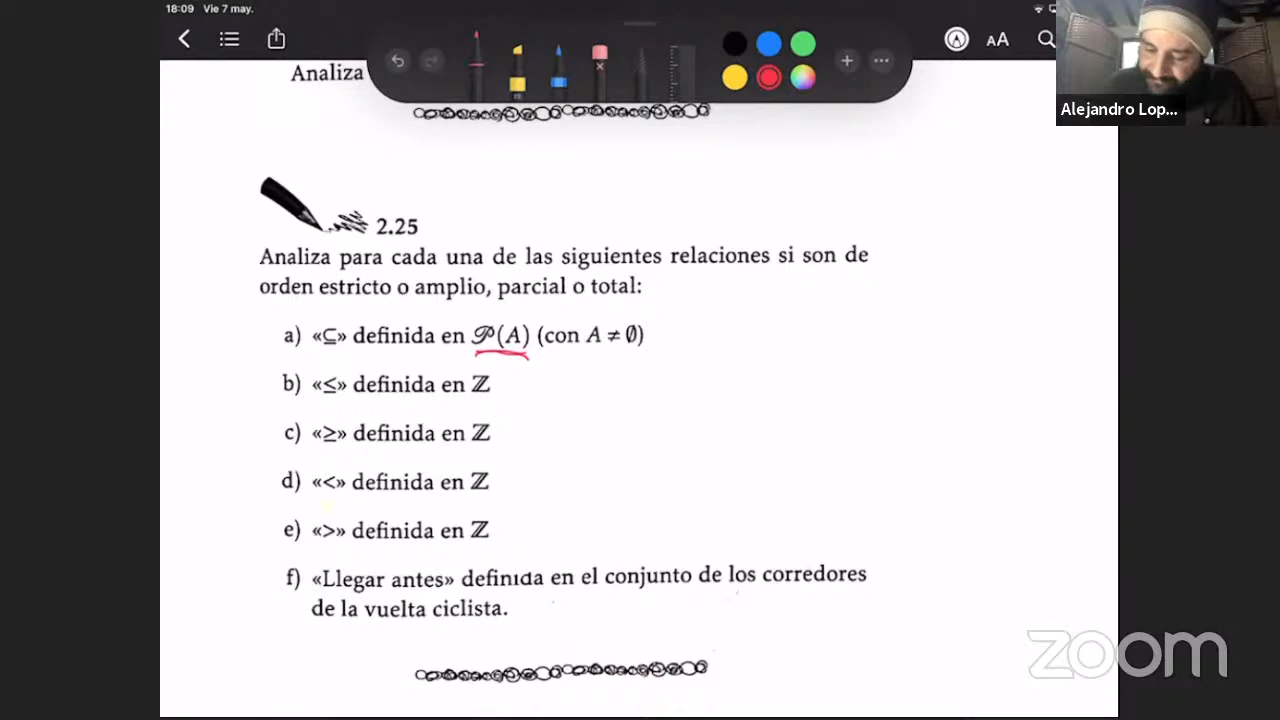 18:09 Vie 7 may.
AA
Analiza
Alejandro Lop...
2.25
Analiza para cada una de las siguientes relaciones si son de
orden estricto o amplio, parcial o total:
a) «⊆» definida en 𝒫(A) (con A ≠ ∅)
b) «≤» definida en ℤ
c) «≥» definida en ℤ
d) «<» definida en ℤ
e) «>» definida en ℤ
f) «Llegar antes» definida en el conjunto de los corredores
de la vuelta ciclista.
zoom